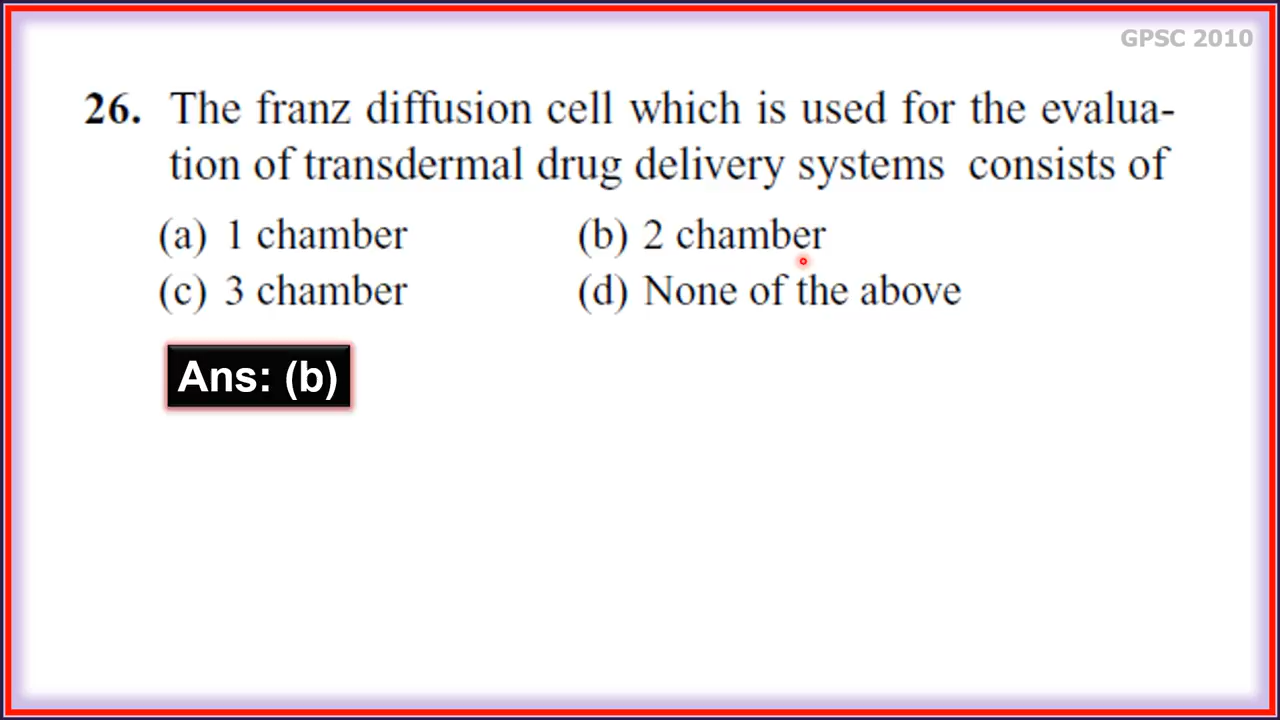 GPSC 2010
26. The franz diffusion cell which is used for the evalua-
tion of transdermal drug delivery systems consists of
(a) 1 chamber (b) 2 chamber
(c) 3 chamber (d) None of the above
Ans: (b)